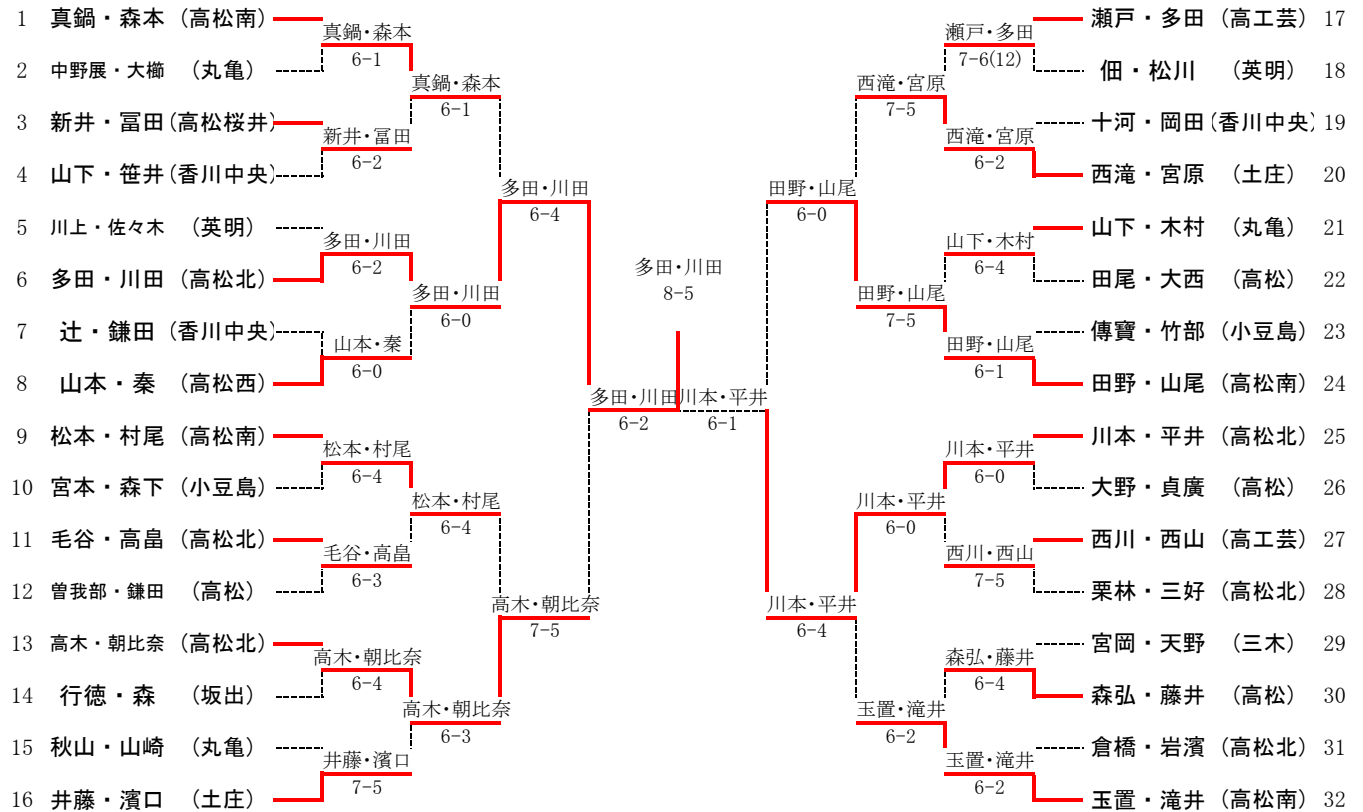 1 真鍋・森本 (高松南)
2 中野展・大櫛 (丸亀)
3 新井・冨田 (高松桜井)
4 山下・笹井 (香川中央)
5 川上・佐々木 (英明)
6 多田・川田 (高松北)
7 辻・鎌田 (香川中央)
8 山本・秦 (高松西)
9 松本・村尾 (高松南)
10 宮本・森下 (小豆島)
11 毛谷・高畠 (高松北)
12 曽我部・鎌田 (高松)
13 高木・朝比奈 (高松北)
14 行徳・森 (坂出)
15 秋山・山崎 (丸亀)
16 井藤・濱口 (土庄)
真鍋・森本
6-1
新井・冨田
6-2
多田・川田
6-2
山本・秦
6-0
松本・村尾
6-4
毛谷・高畠
6-3
高木・朝比奈
6-4
井藤・濱口
7-5
真鍋・森本
6-1
多田・川田
6-0
松本・村尾
6-4
高木・朝比奈
6-3
多田・川田
6-4
高木・朝比奈
7-5
多田・川田
6-2
多田・川田
8-5
川本・平井
6-1
田野・山尾
6-0
川本・平井
6-4
西滝・宮原
7-5
田野・山尾
7-5
川本・平井
6-0
玉置・滝井
6-2
瀬戸・多田
7-6(12)
西滝・宮原
6-2
山下・木村
6-4
田野・山尾
6-1
川本・平井
6-0
西川・西山
7-5
森弘・藤井
6-4
玉置・滝井
6-2
瀬戸・多田 (高工芸) 17
佃・松川 (英明) 18
十河・岡田 (香川中央) 19
西滝・宮原 (土庄) 20
山下・木村 (丸亀) 21
田尾・大西 (高松) 22
傳寶・竹部 (小豆島) 23
田野・山尾 (高松南) 24
川本・平井 (高松北) 25
大野・貞廣 (高松) 26
西川・西山 (高工芸) 27
栗林・三好 (高松北) 28
宮岡・天野 (三木) 29
森弘・藤井 (高松) 30
倉橋・岩濱 (高松北) 31
玉置・滝井 (高松南) 32